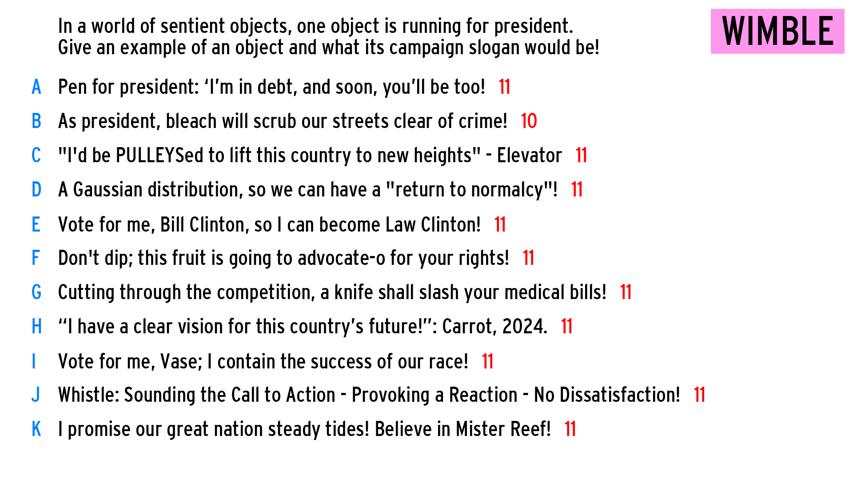 In a world of sentient objects, one object is running for president.
WIMBLE
Give an example of an object and what its campaign slogan would be!
A Pen for president: ‘I’m in debt, and soon, you’ll be too! 11
B As president, bleach will scrub our streets clear of crime! 10
C "I'd be PULLEYSed to lift this country to new heights" - Elevator 11
D A Gaussian distribution, so we can have a "return to normalcy"! 11
E Vote for me, Bill Clinton, so I can become Law Clinton! 11
F Don't dip; this fruit is going to advocate-o for your rights! 11
G Cutting through the competition, a knife shall slash your medical bills! 11
H “I have a clear vision for this country’s future!”: Carrot, 2024. 11
I Vote for me, Vase; I contain the success of our race! 11
J Whistle: Sounding the Call to Action - Provoking a Reaction - No Dissatisfaction! 11
K I promise our great nation steady tides! Believe in Mister Reef! 11